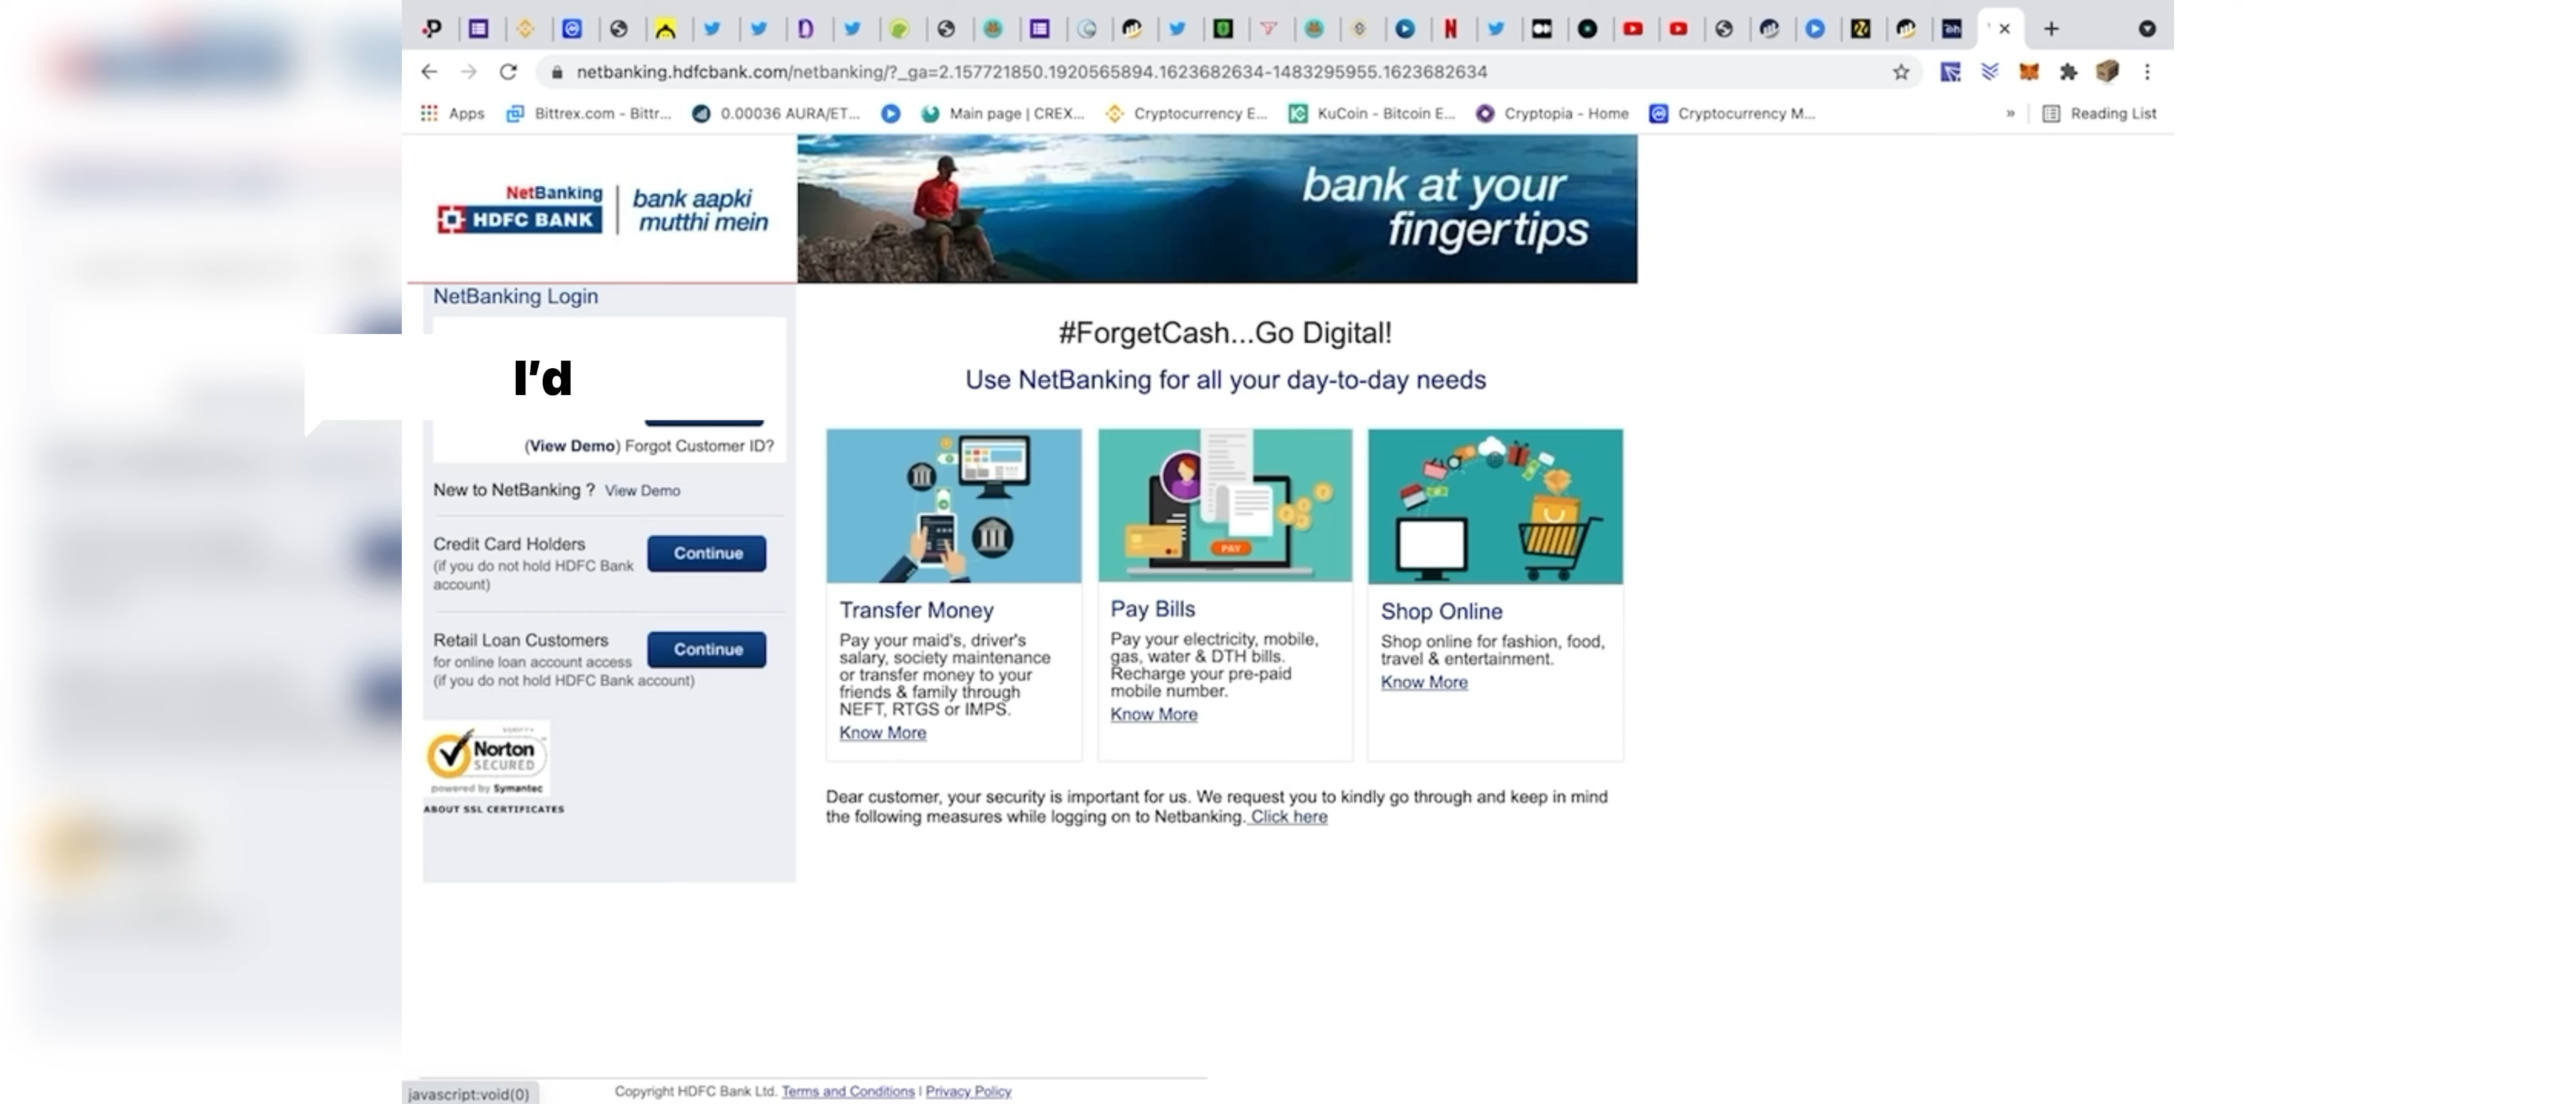 netbanking.hdfcbank.com/netbanking/?_ga=2.157721850.1920565894.1623682634-1483295955.1623682634
Apps
Bittrex.com - Bittr...
0.00036 AURA/ET...
Main page | CREX...
Cryptocurrency E...
KuCoin - Bitcoin E...
Cryptopia - Home
Cryptocurrency M...
»
Reading List
NetBanking
HDFC BANK
bank aapki
mutthi mein
bank at your
fingertips
NetBanking Login
I'd
(View Demo) Forgot Customer ID?
New to NetBanking ? View Demo
Credit Card Holders
(if you do not hold HDFC Bank
account)
Continue
Retail Loan Customers
for online loan account access
(if you do not hold HDFC Bank account)
Continue
Norton
SECURED
powered by Symantec
ABOUT SSL CERTIFICATES
#ForgetCash...Go Digital!
Use NetBanking for all your day-to-day needs
Transfer Money
Pay your maid's, driver's
salary, society maintenance
or transfer money to your
friends & family through
NEFT, RTGS or IMPS.
Know More
PAY
Pay Bills
Pay your electricity, mobile,
gas, water & DTH bills.
Recharge your pre-paid
mobile number.
Know More
Shop Online
Shop online for fashion, food,
travel & entertainment.
Know More
Dear customer, your security is important for us. We request you to kindly go through and keep in mind
the following measures while logging on to Netbanking. Click here
javascript:void(0)
Copyright HDFC Bank Ltd. Terms and Conditions | Privacy Policy